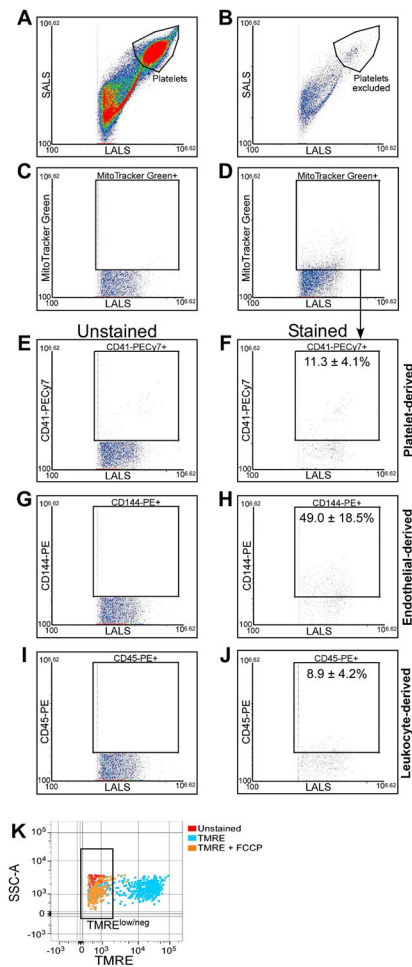 A
10^6.62
SALS
Platelets
100
LALS
B
10^6.62
SALS
Platelets
excluded
100
LALS
C
10^6.62
MitoTracker Green+
MitoTracker Green
100
LALS
10^6.62
D
10^6.62
MitoTracker Green+
MitoTracker Green
100
LALS
10^6.62
Unstained
Stained
E
10^6.62
CD41-PECy7+
CD41-PECy7
100
100
LALS
10^6.62
F
10^6.62
CD41-PECy7+
11.3 ± 4.1%
CD41-PECy7
100
100
LALS
10^6.62
Platelet-derived
G
10^6.62
CD144-PE+
CD144-PE
100
100
LALS
10^6.62
H
10^6.62
CD144-PE+
49.0 ± 18.5%
CD144-PE
100
100
LALS
10^6.62
Endothelial-derived
I
10^6.62
CD45-PE+
CD45-PE
100
100
LALS
10^6.62
J
10^6.62
CD45-PE+
8.9 ± 4.2%
CD45-PE
100
100
LALS
10^6.62
Leukocyte-derived
K
Unstained
TMRE
TMRE + FCCP
SSC-A
10^5
10^4
10^3
0
-10^3
TMRE^low/neg
-10^3 0 10^3 10^4 10^5
TMRE